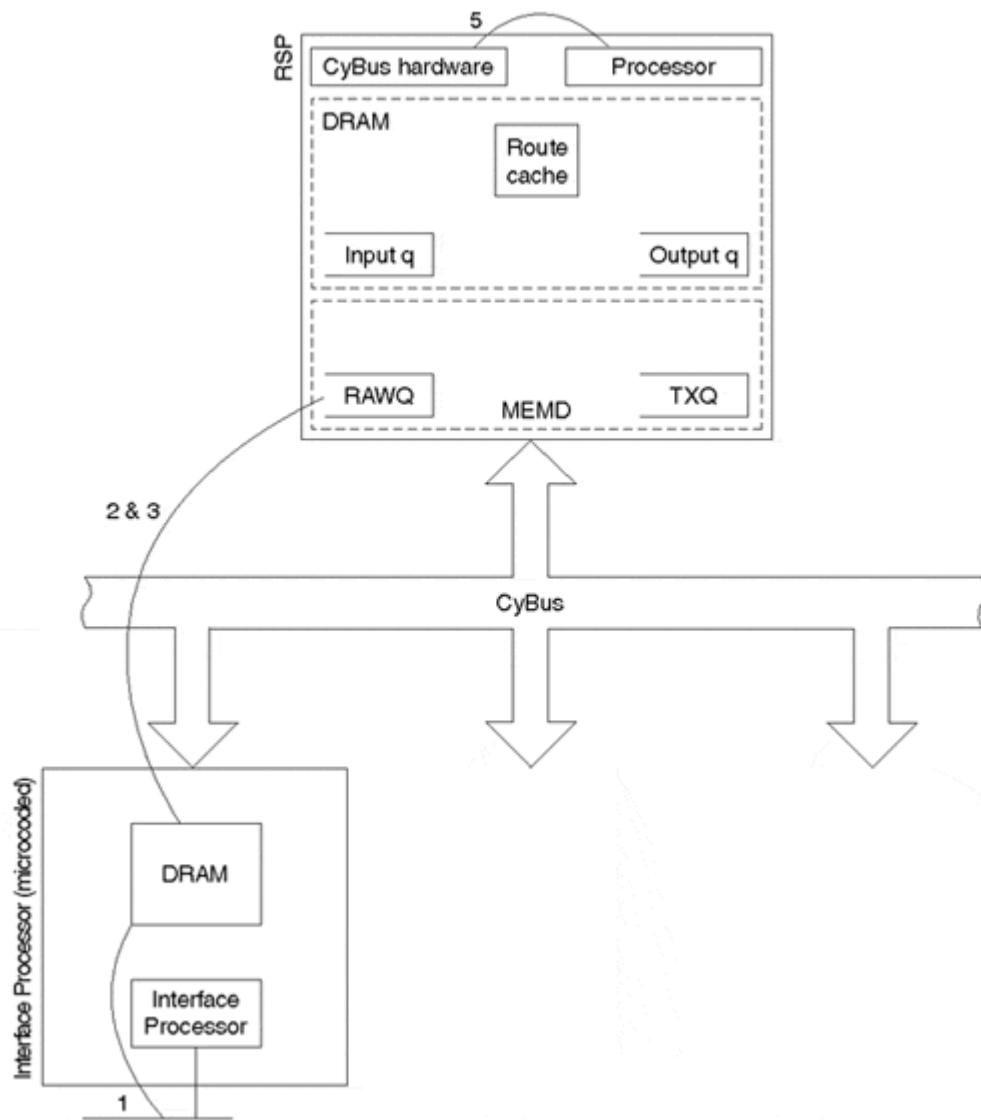 5
RSP
CyBus hardware
Processor
DRAM
Route
cache
Input q
Output q
RAWQ
TXQ
MEMD
2 & 3
CyBus
Interface Processor (microcoded)
DRAM
Interface
Processor
1